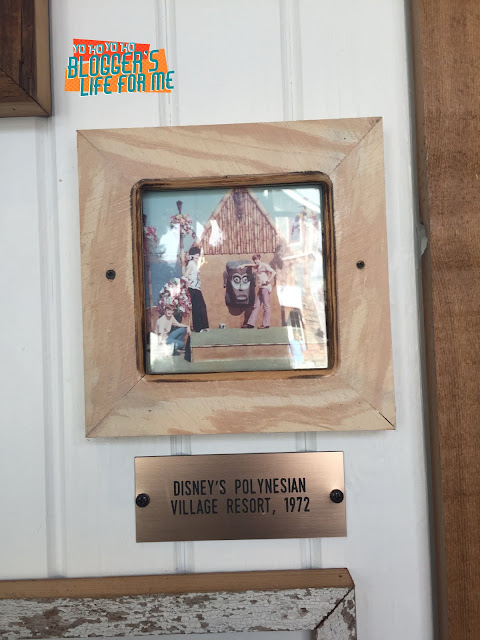 YO HO YO HO
BLOGGER'S
LIFE FOR ME
DISNEY'S POLYNESIAN
VILLAGE RESORT, 1972